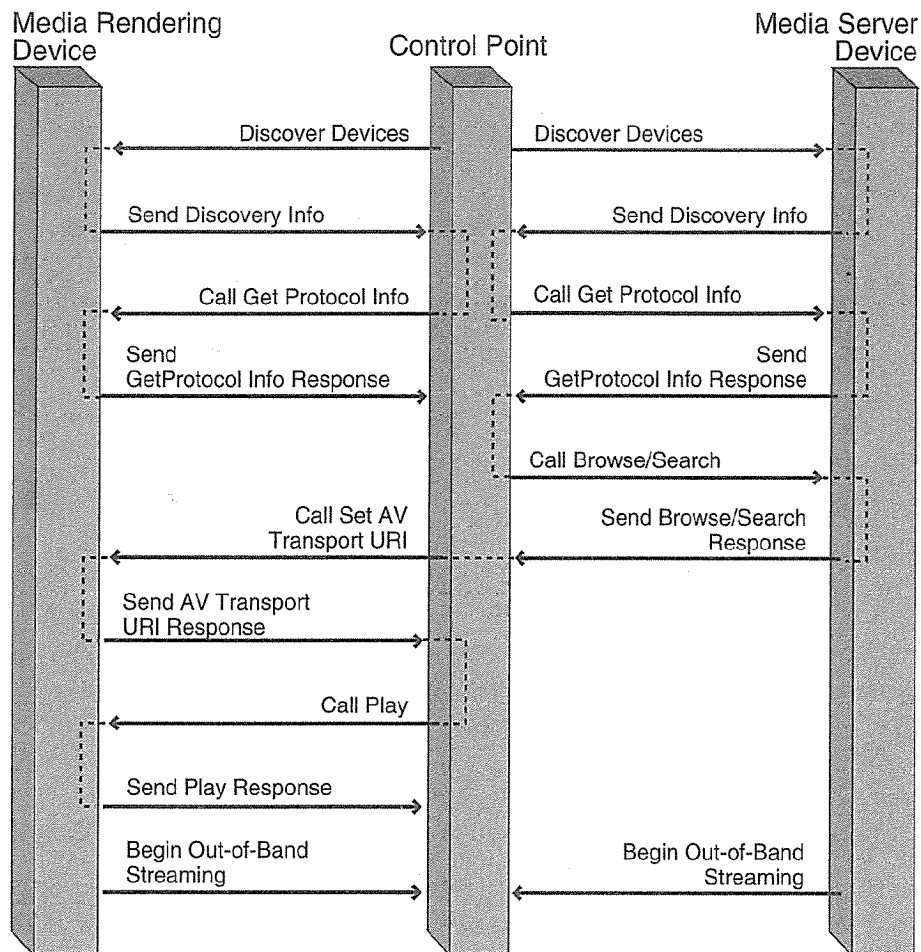 Media Rendering
Device
Control Point
Media Server
Device
Discover Devices
Discover Devices
Send Discovery Info
Send Discovery Info
Call Get Protocol Info
Call Get Protocol Info
Send
GetProtocol Info Response
Send
GetProtocol Info Response
Call Browse/Search
Call Set AV
Transport URI
Send Browse/Search
Response
Send AV Transport
URI Response
Call Play
Send Play Response
Begin Out-of-Band
Streaming
Begin Out-of-Band
Streaming